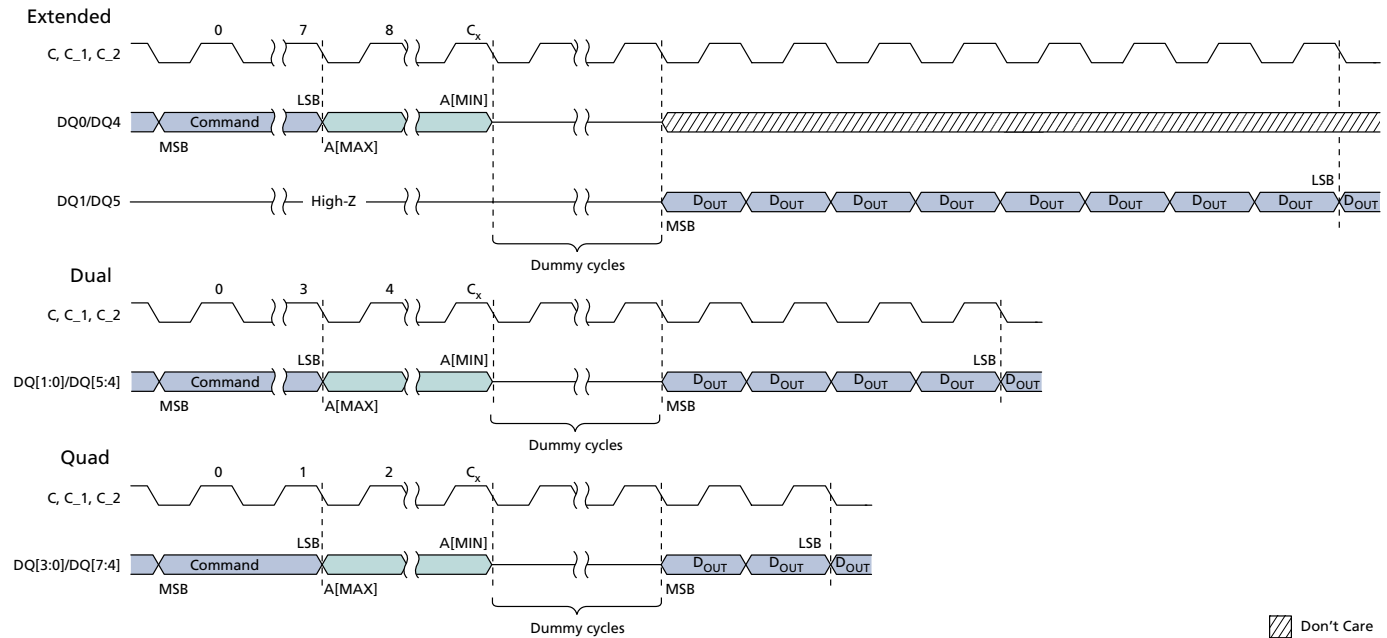 Extended
0 7 8 Cx
C, C_1, C_2
LSB A[MIN]
DQ0/DQ4 Command
MSB A[MAX]
LSB
DQ1/DQ5 High-Z DOUT DOUT DOUT DOUT DOUT DOUT DOUT DOUT DOUT
MSB
Dummy cycles
Dual
0 3 4 Cx
C, C_1, C_2
LSB A[MIN] LSB
DQ[1:0]/DQ[5:4] Command DOUT DOUT DOUT DOUT DOUT
MSB A[MAX] MSB
Dummy cycles
Quad
0 1 2 Cx
C, C_1, C_2
LSB A[MIN] LSB
DQ[3:0]/DQ[7:4] Command DOUT DOUT DOUT
MSB A[MAX] MSB
Dummy cycles
Don't Care